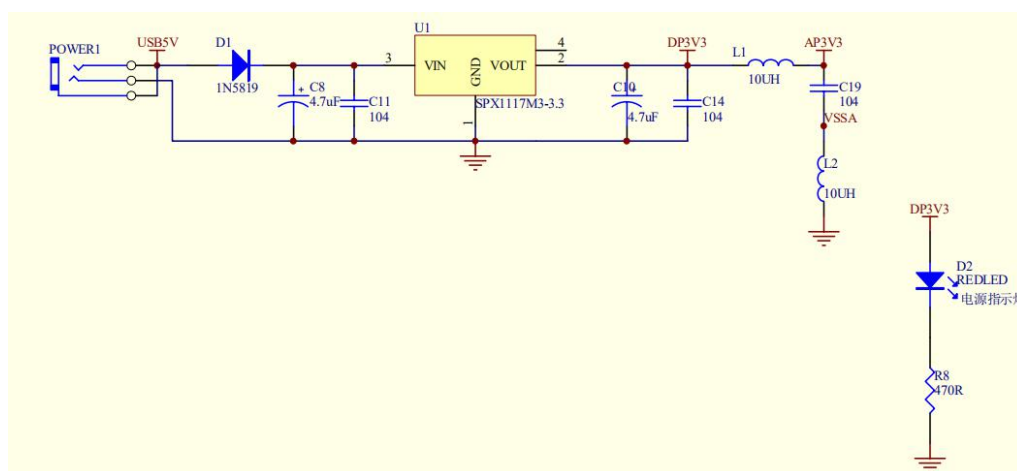 U1
POWER1
USB5V
D1
1N5819
C8
4.7uF
C11
104
3
VIN
GND
VOUT
4
2
1
SPX1117M3-3.3
C10
4.7uF
DP3V3
C14
104
L1
10UH
AP3V3
C19
104
VSSA
L2
10UH
DP3V3
D2
REDLED
电源指示
R8
470R